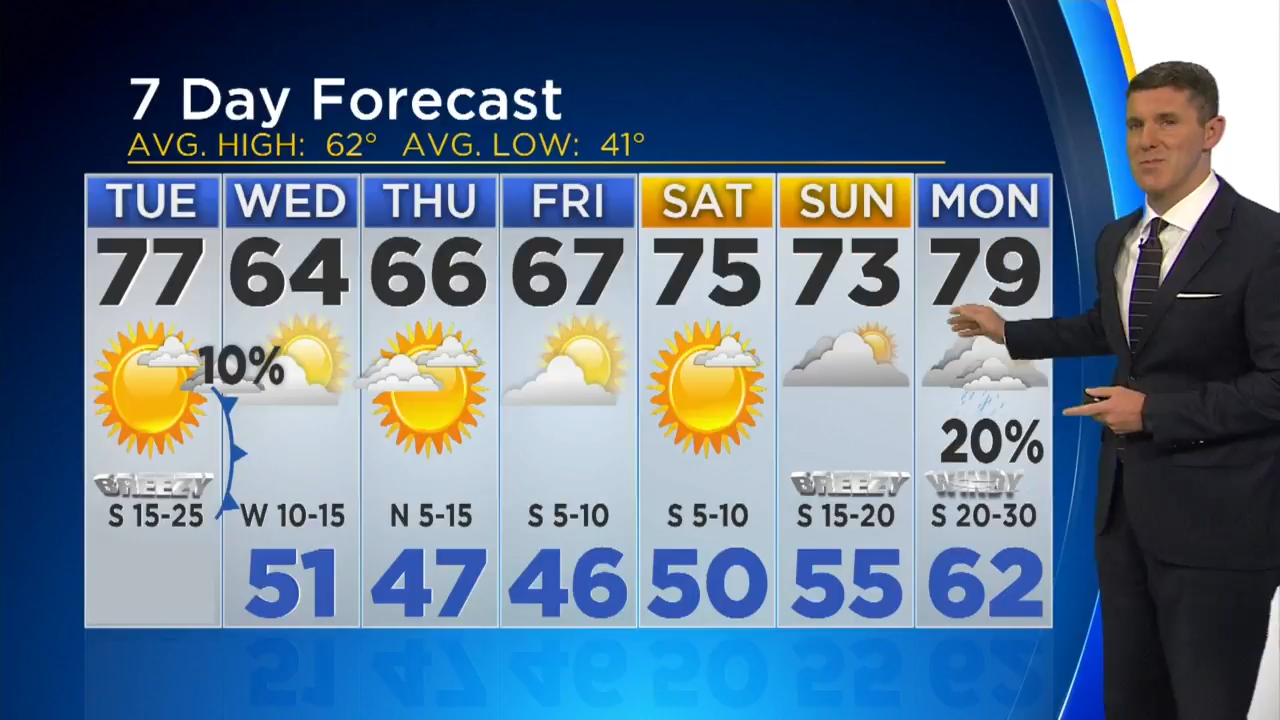 7 Day Forecast
AVG. HIGH: 62° AVG. LOW: 41°
TUE WED THU FRI SAT SUN MON
77 64 66 67 75 73 79
10%
20%
BREEZY BREEZY WINDY
S 15-25 W 10-15 N 5-15 S 5-10 S 5-10 S 15-20 S 20-30
51 47 46 50 55 62